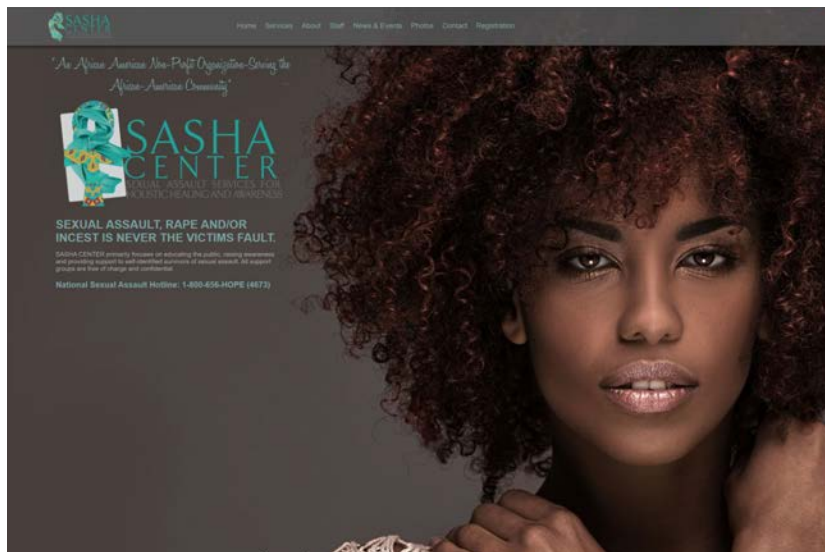 SASHA
CENTER
Home Services About Staff News & Events Photos Contact Registration
"An African American Non-Profit Organization-Serving the
African-American Community"
SASHA
CENTER
SEXUAL ASSAULT SERVICES FOR
HOLISTIC HEALING AND AWARENESS
SEXUAL ASSAULT, RAPE AND/OR
INCEST IS NEVER THE VICTIMS FAULT.
SASHA CENTER primarily focuses on educating the public, raising awareness
and providing support to self-identified survivors of sexual assault. All support
groups are free of charge and confidential.
National Sexual Assault Hotline: 1-800-656-HOPE (4673)